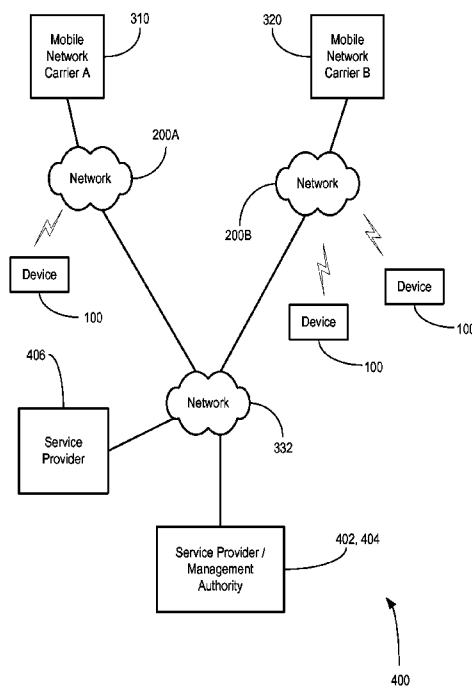 310
320
Mobile
Network
Carrier A
Mobile
Network
Carrier B
200A
Network
Network
200B
Device
100
Device
100
Device
100
406
Network
332
Service
Provider
Service Provider /
Management
Authority
402, 404
400